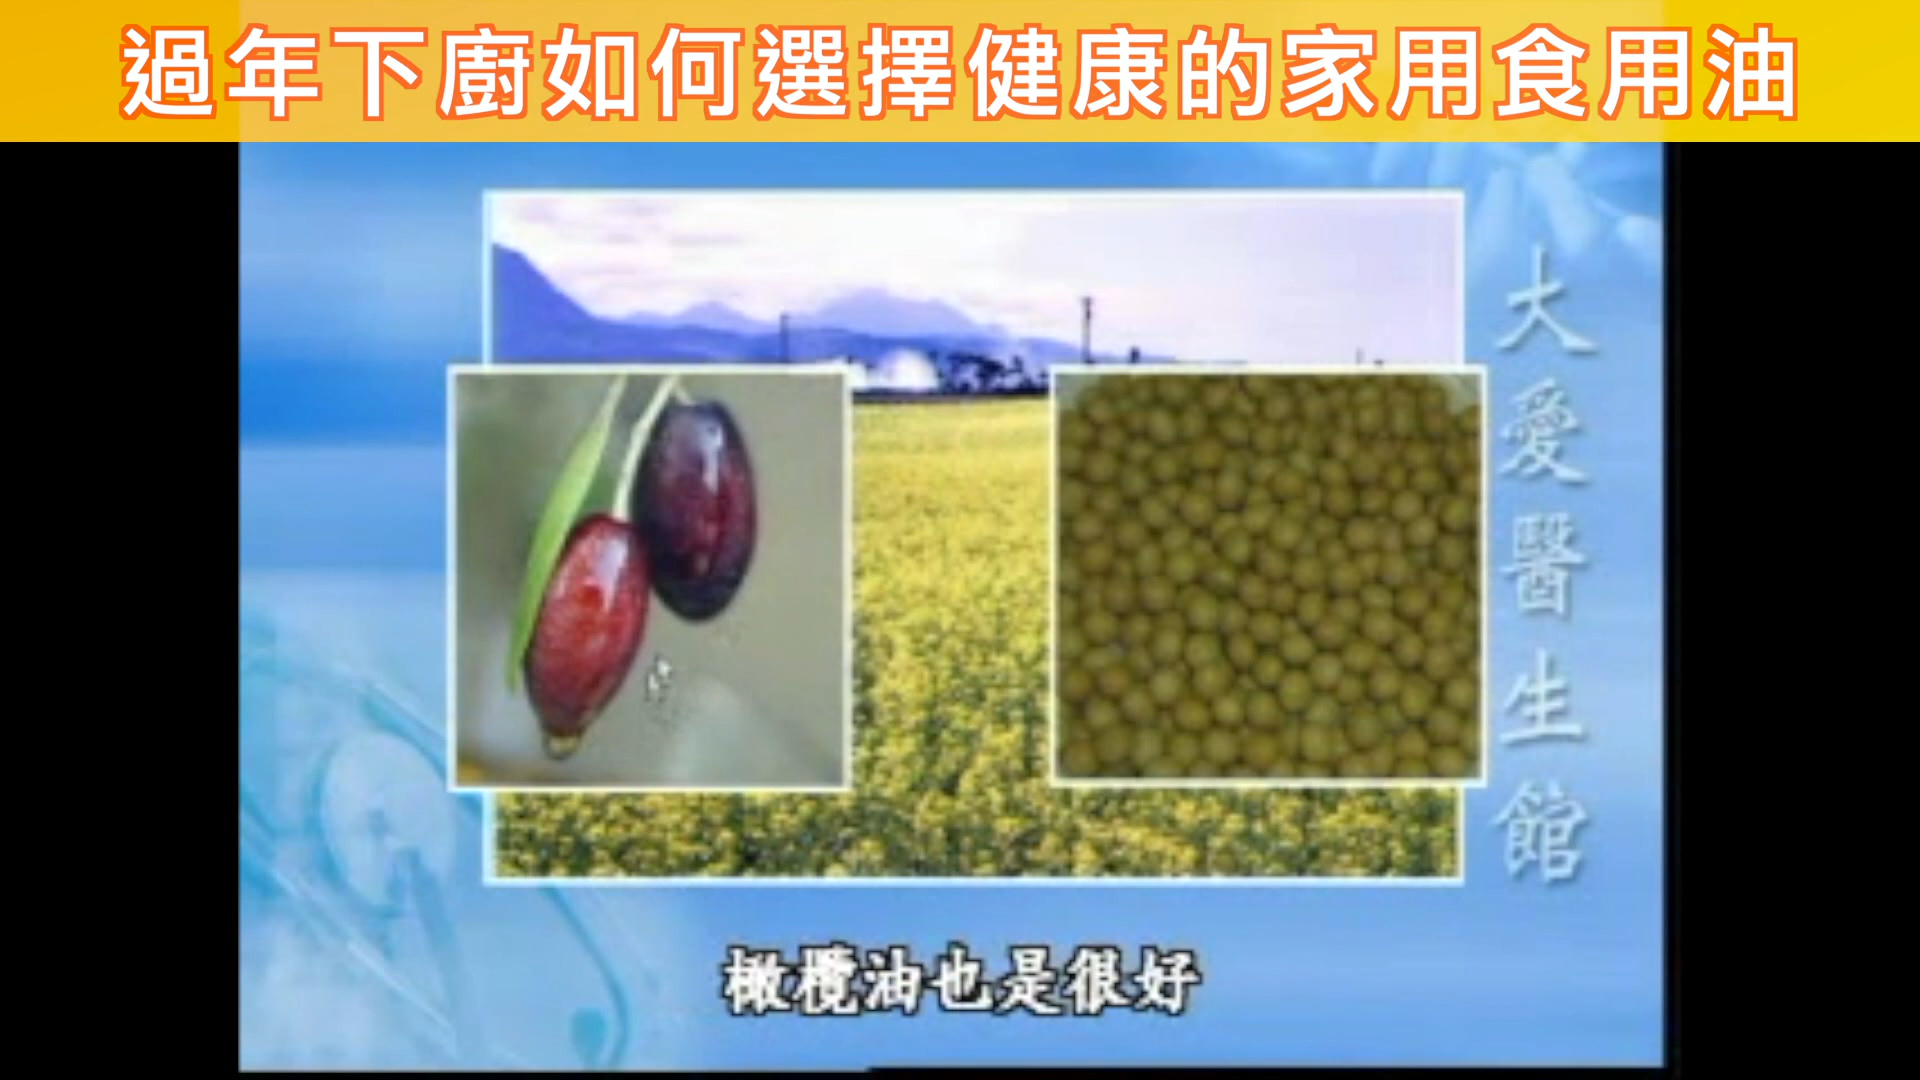 過年下廚如何選擇健康的家用食用油
大愛醫生館
橄欖油也是很好